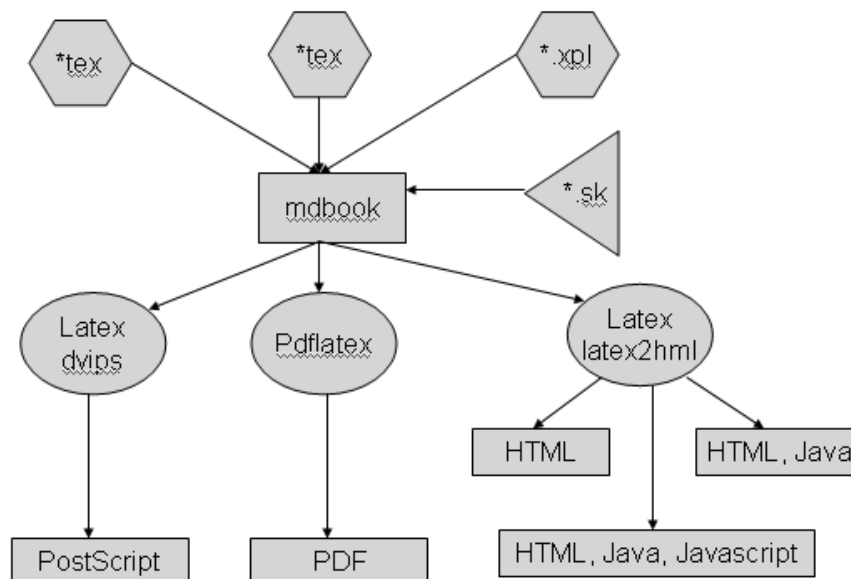 *tex
*tex
*.xpl
mdbook
*.sk
Latex
dvips
Pdflatex
Latex
latex2hml
HTML
HTML, Java
PostScript
PDF
HTML, Java, Javascript